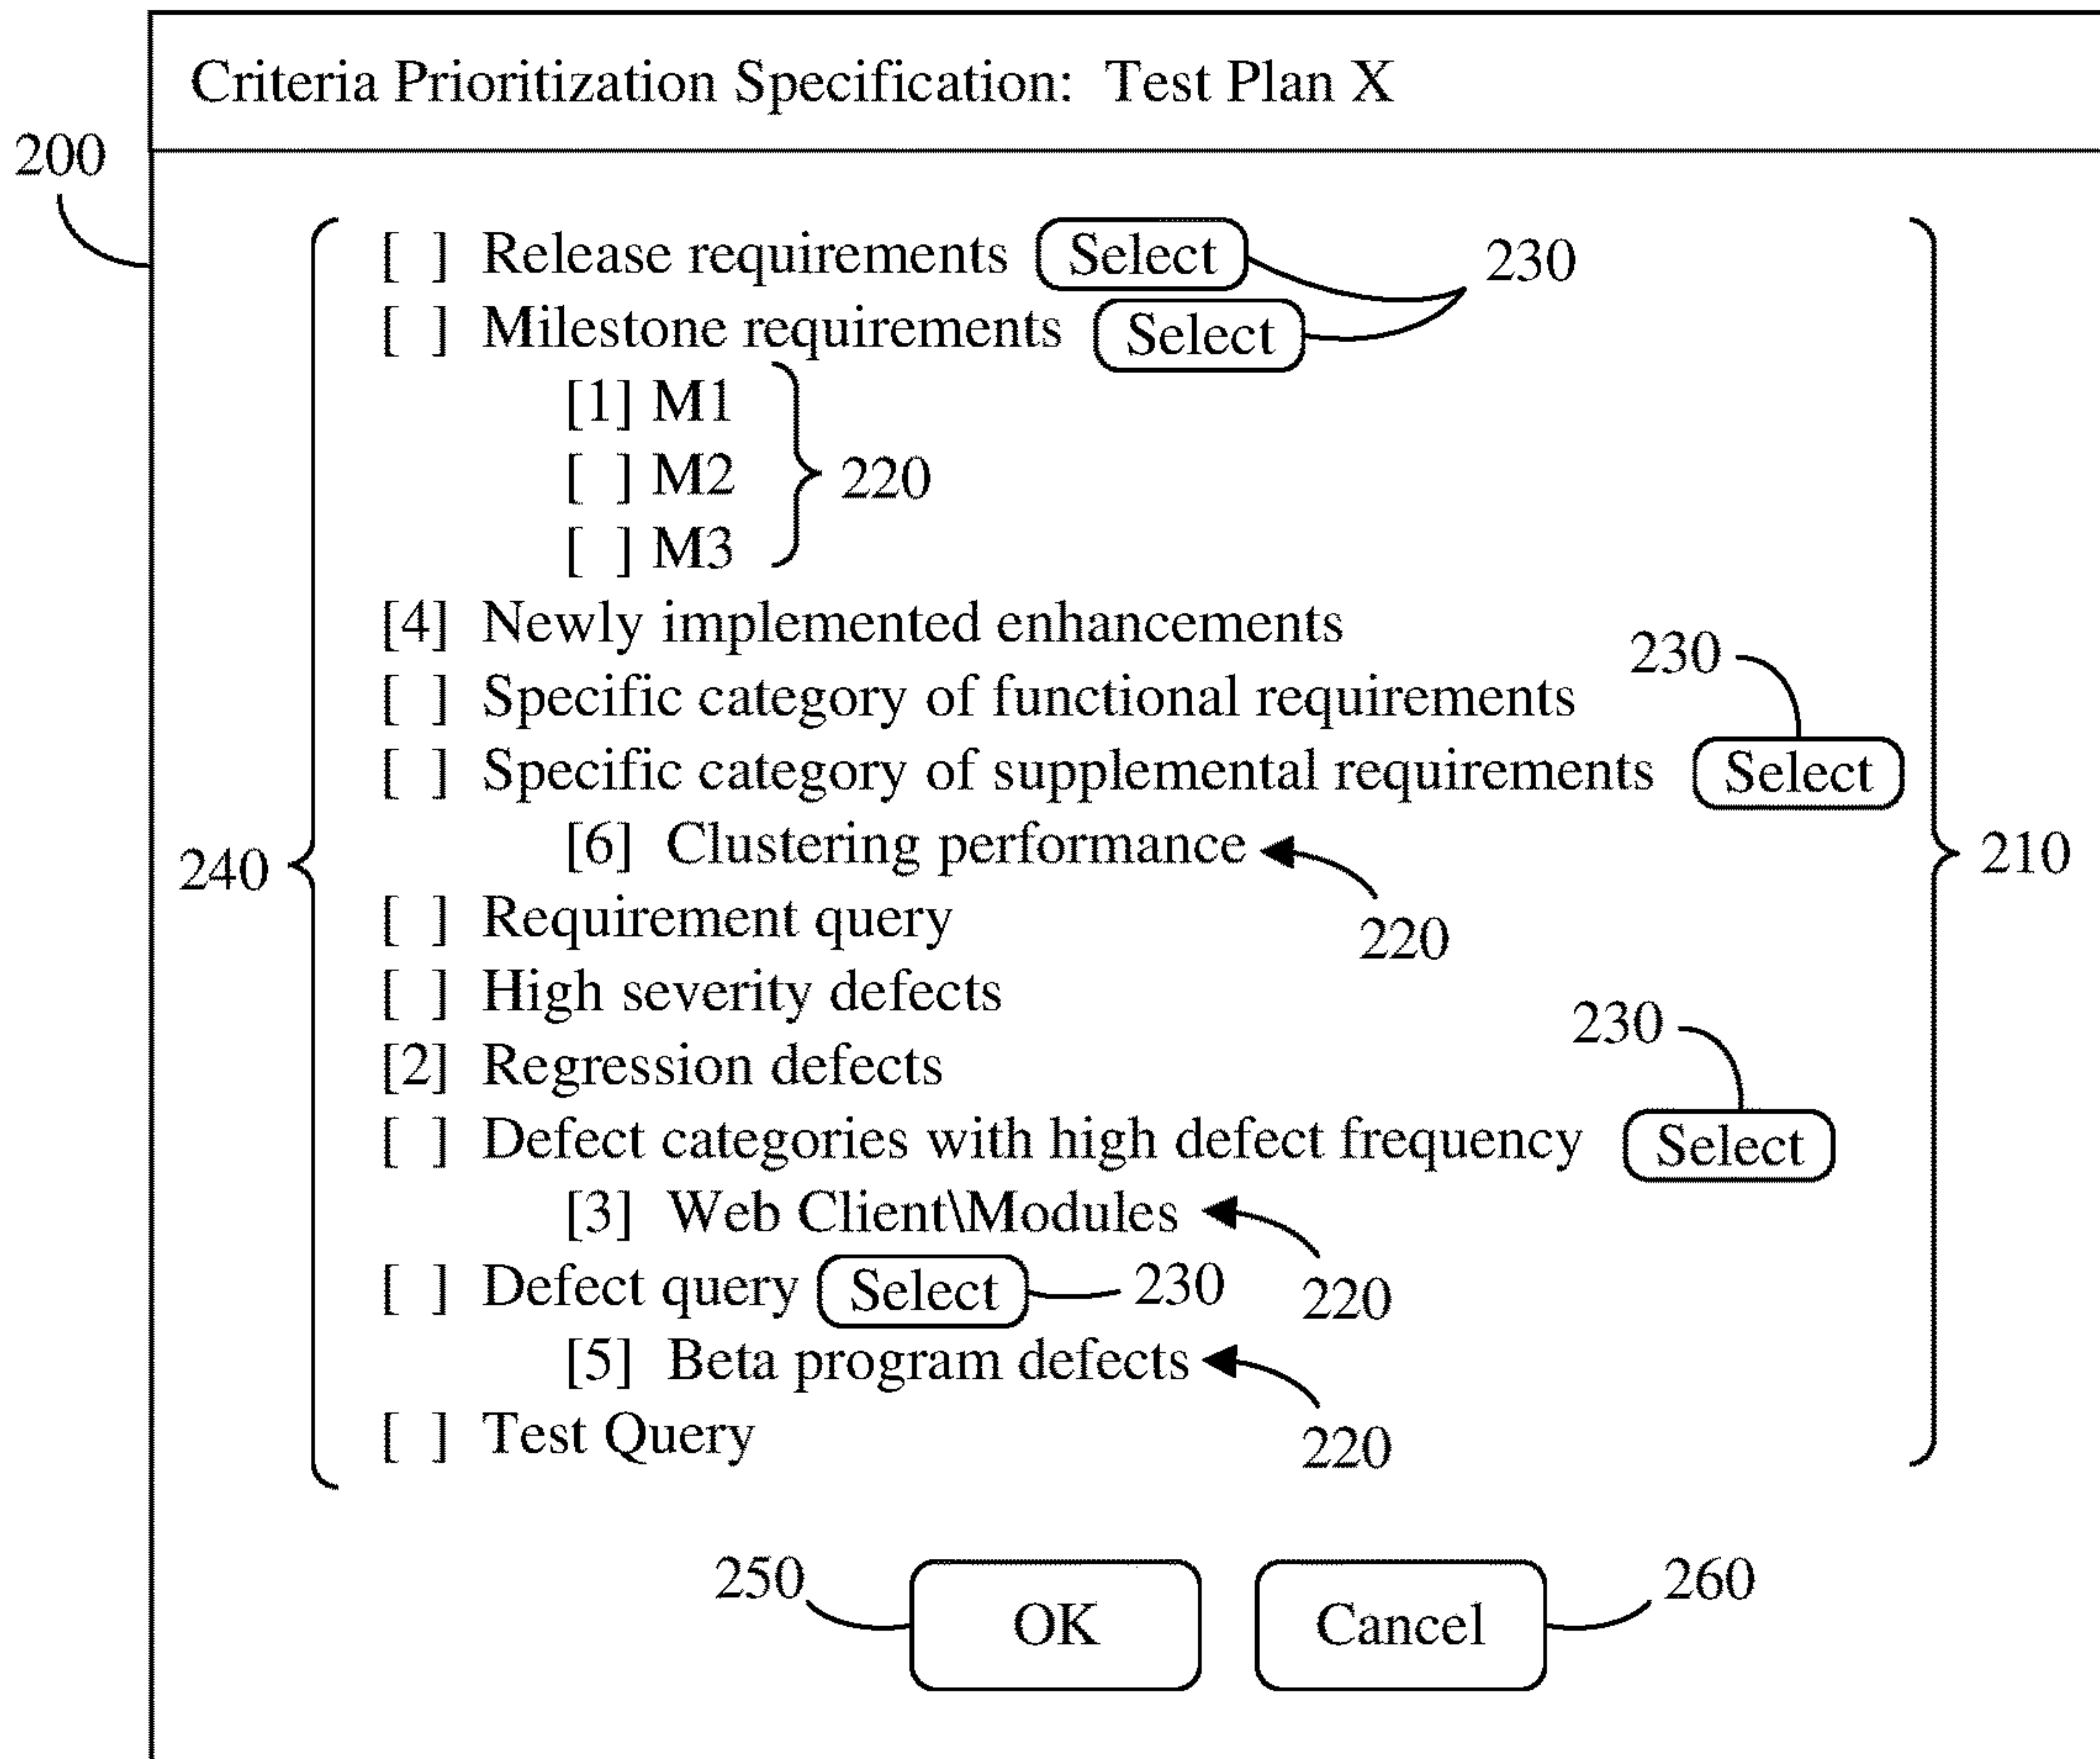 Criteria Prioritization Specification: Test Plan X
200
[ ] Release requirements Select 230
[ ] Milestone requirements Select
[1] M1
[ ] M2 220
[ ] M3
[4] Newly implemented enhancements
230
[ ] Specific category of functional requirements
[ ] Specific category of supplemental requirements Select
[6] Clustering performance
240
210
[ ] Requirement query
220
[ ] High severity defects
230
[2] Regression defects
[ ] Defect categories with high defect frequency Select
[3] Web Client\Modules
[ ] Defect query Select 230 220
[5] Beta program defects
[ ] Test Query 220
250 OK Cancel 260